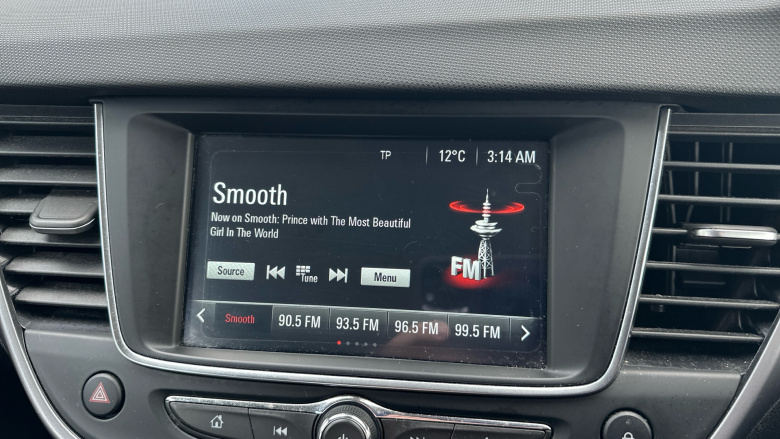 TP 12°C 3:14 AM
Smooth
Now on Smooth: Prince with The Most Beautiful
Girl In The World
FM
Source Tune Menu
Smooth 90.5 FM 93.5 FM 96.5 FM 99.5 FM